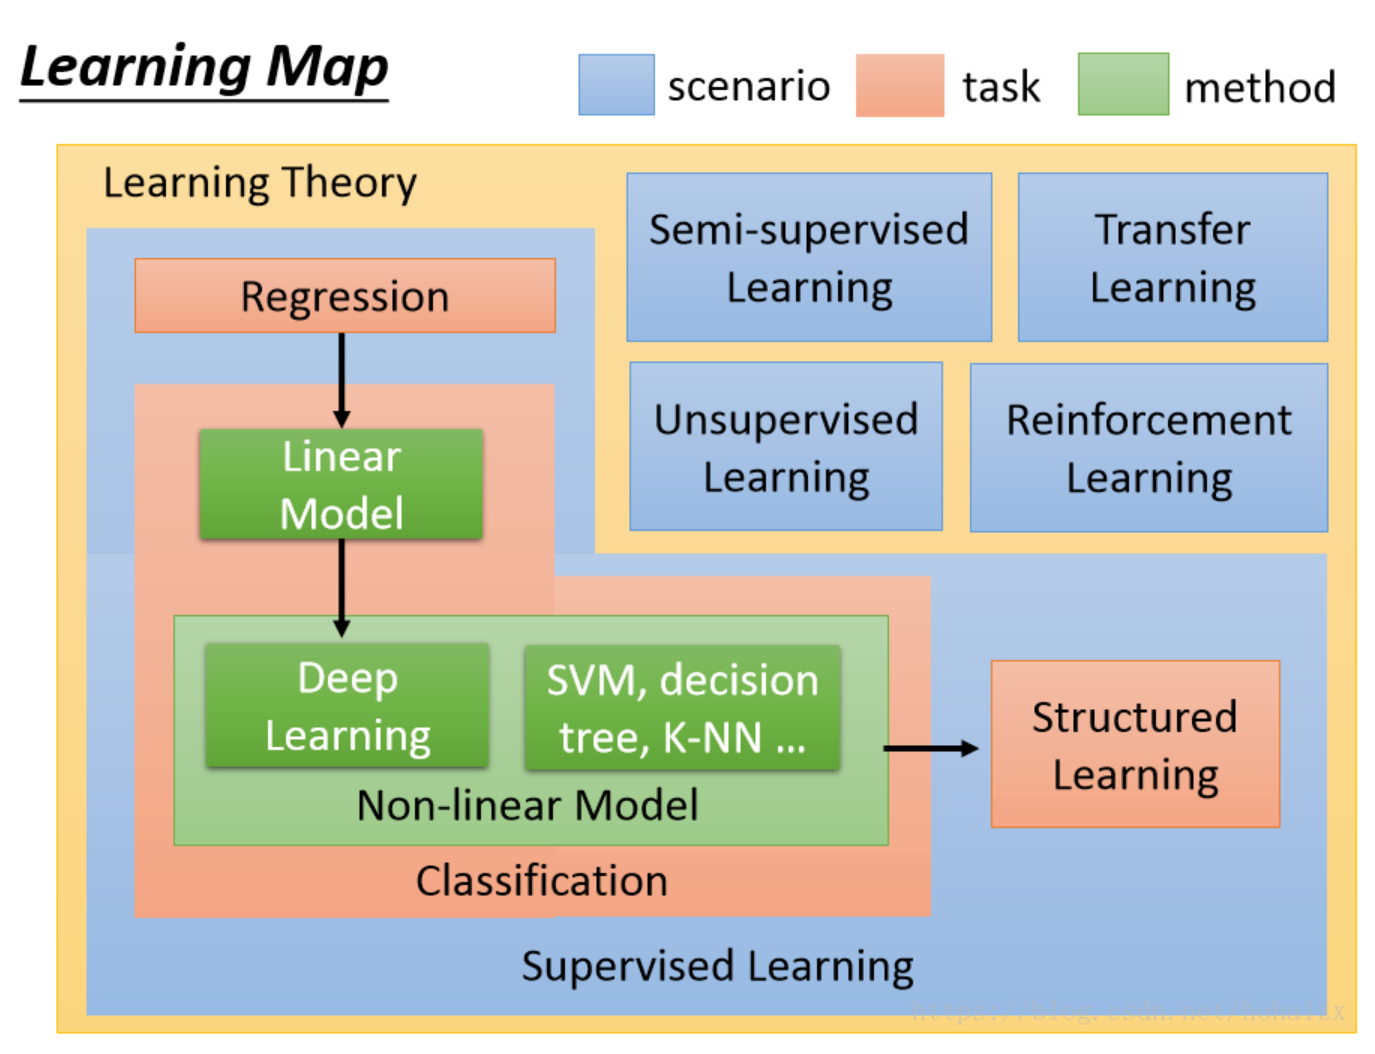 Learning Map
scenario
task
method
Learning Theory
Semi-supervised
Learning
Transfer
Learning
Regression
Unsupervised
Learning
Reinforcement
Learning
Linear
Model
Deep
Learning
SVM, decision
tree, K-NN ...
Non-linear Model
Structured
Learning
Classification
Supervised Learning